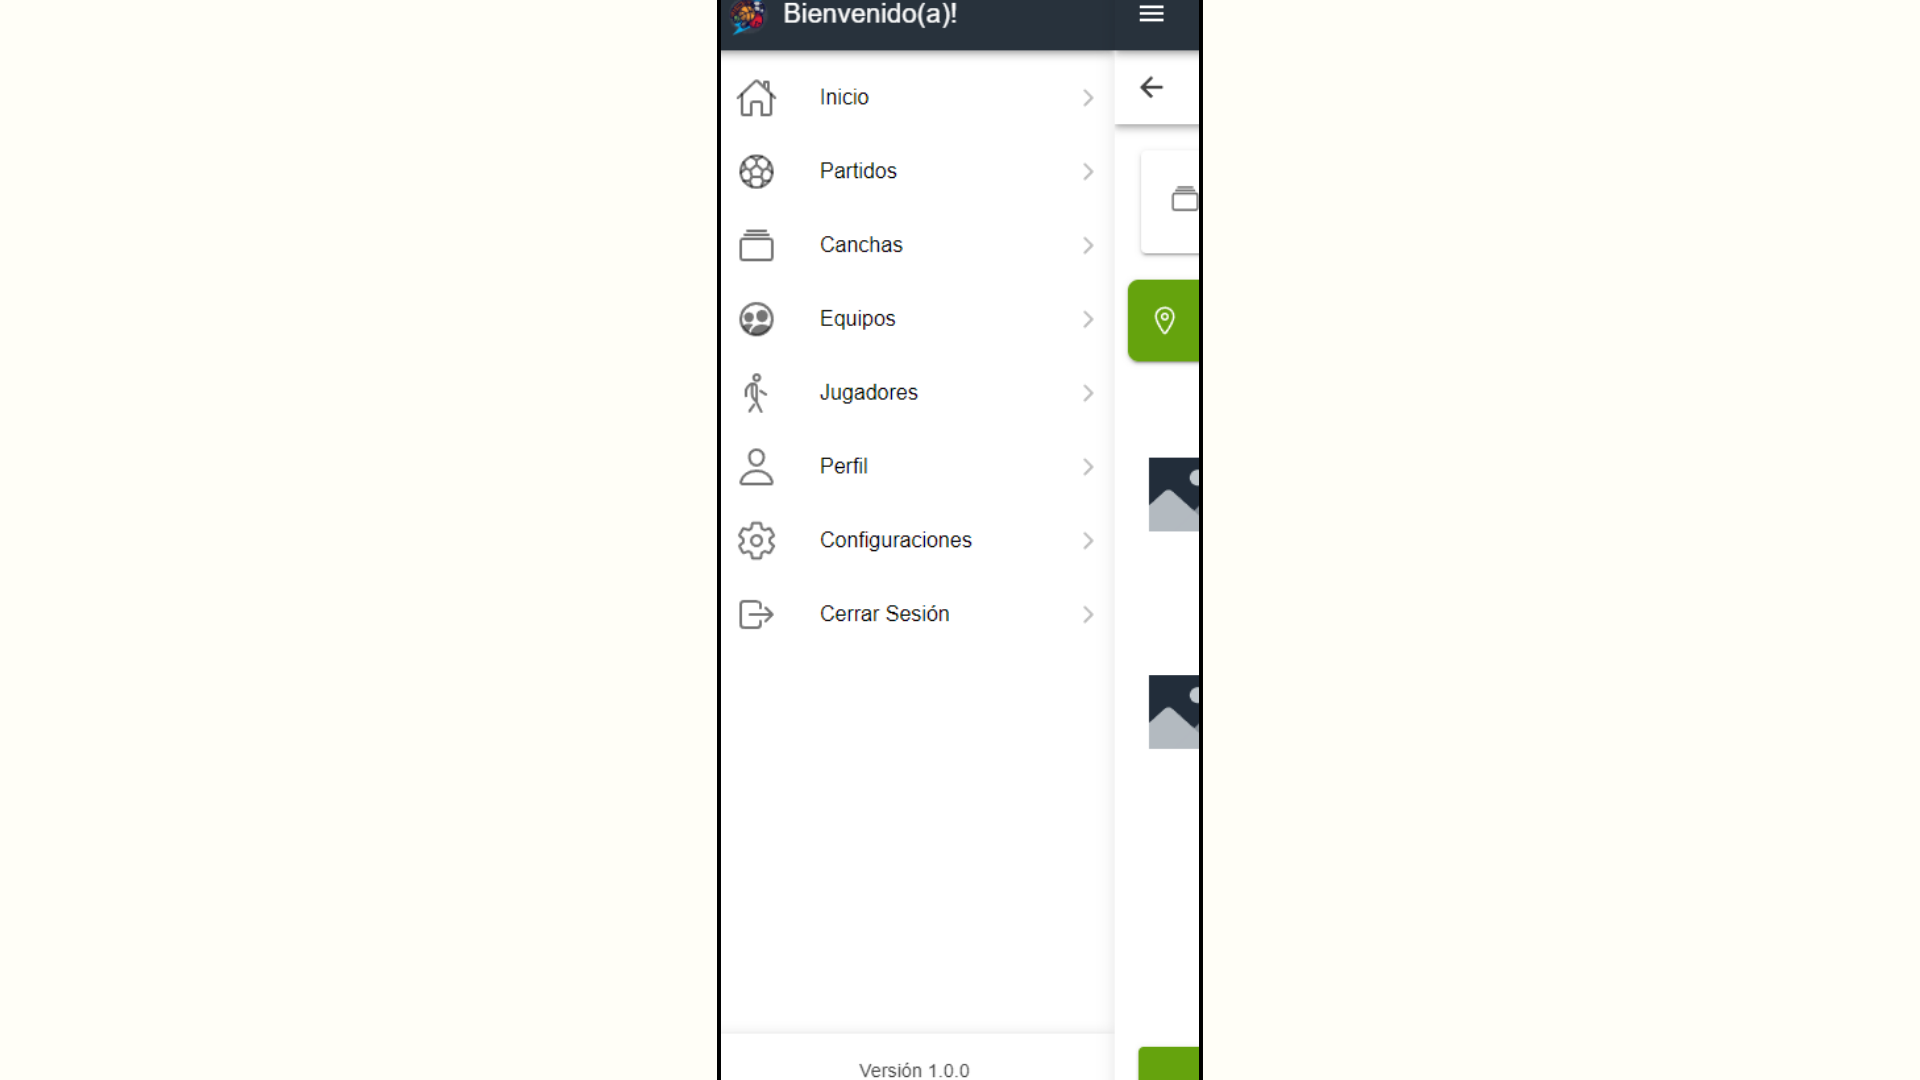 Bienvenido(a)!
Inicio
Partidos
Canchas
Equipos
Jugadores
Perfil
Configuraciones
Cerrar Sesión
Versión 1.0.0